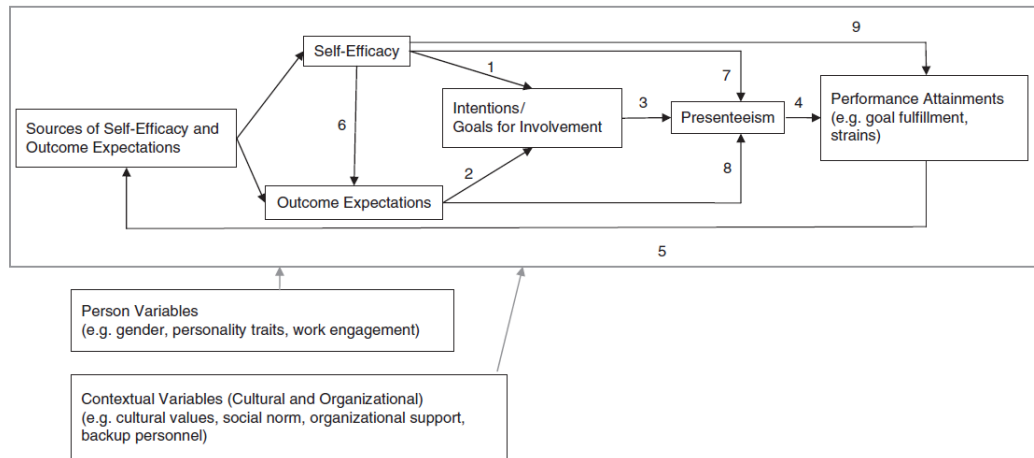 9
Self-Efficacy
1
7
Intentions/
Goals for Involvement
3
Presenteeism
4
Performance Attainments
(e.g. goal fulfillment,
strains)
Sources of Self-Efficacy and
Outcome Expectations
6
2
8
Outcome Expectations
5
Person Variables
(e.g. gender, personality traits, work engagement)
Contextual Variables (Cultural and Organizational)
(e.g. cultural values, social norm, organizational support,
backup personnel)